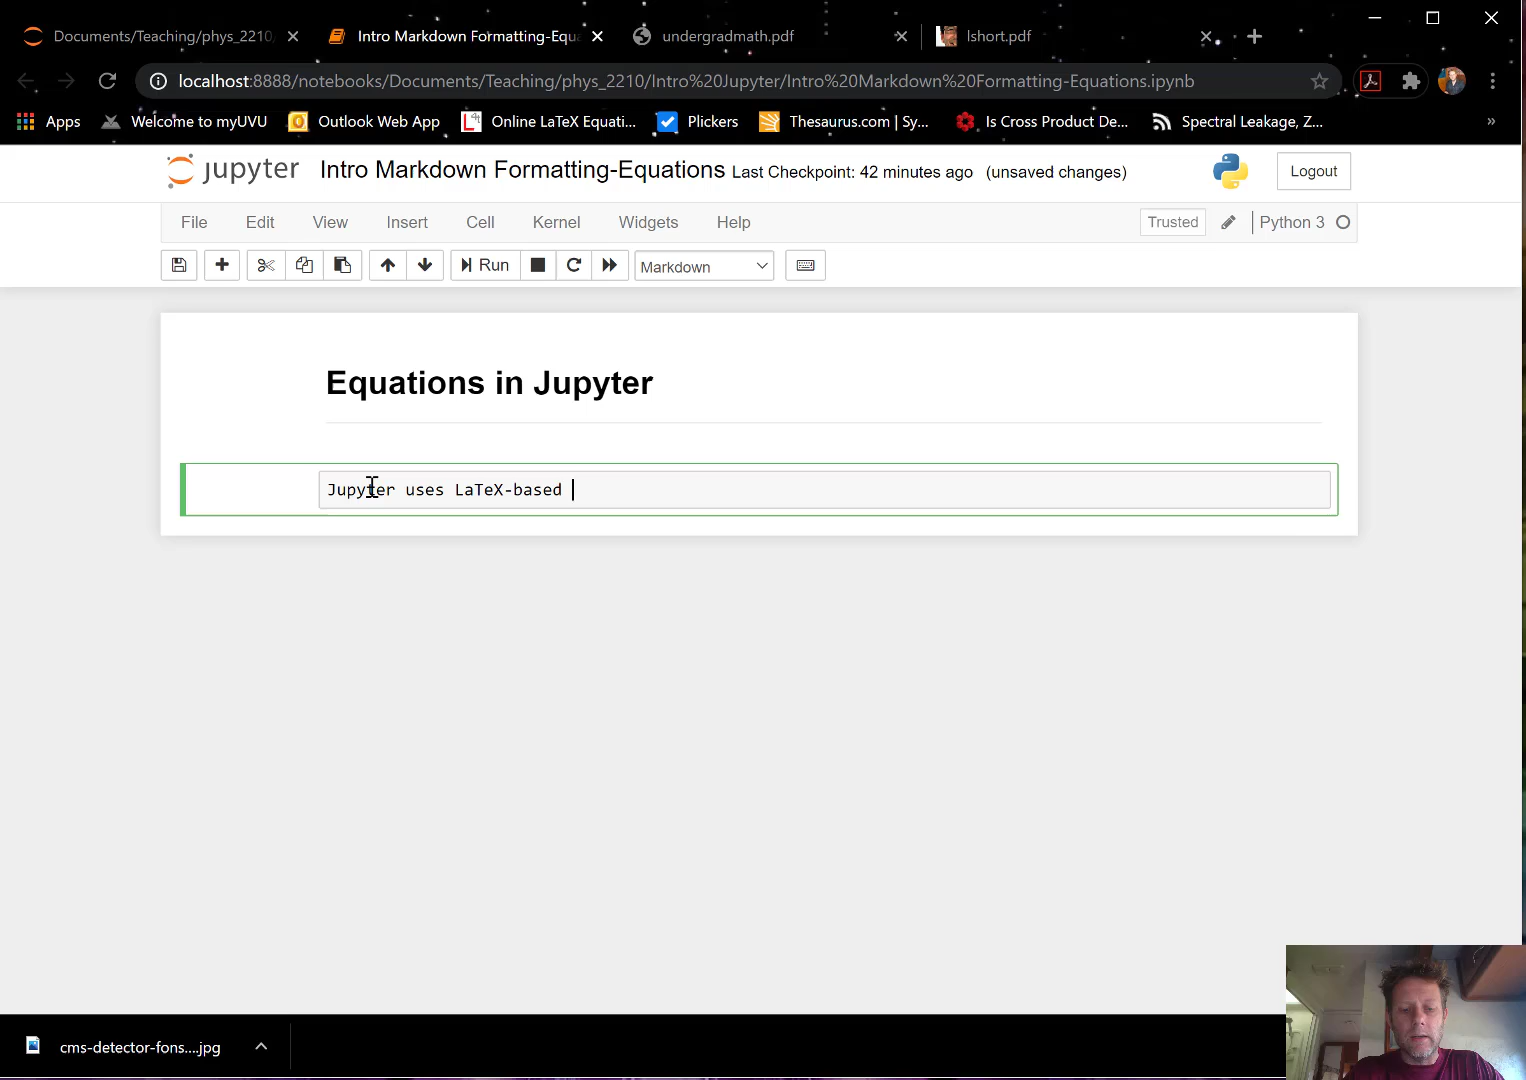 Documents/Teaching/phys_2210,
Intro Markdown Formatting-Equ
undergradmath.pdf
lshort.pdf
localhost:8888/notebooks/Documents/Teaching/phys_2210/Intro%20Jupyter/Intro%20Markdown%20Formatting-Equations.ipynb
Apps
Welcome to myUVU
Outlook Web App
Online LaTeX Equati...
Plickers
Thesaurus.com | Sy...
Is Cross Product De...
Spectral Leakage, Z...
»
jupyter
Intro Markdown Formatting-Equations
Last Checkpoint: 42 minutes ago (unsaved changes)
Logout
File Edit View Insert Cell Kernel Widgets Help
Trusted
Python 3
Run
Markdown
Equations in Jupyter
Jupyter uses LaTeX-based
cms-detector-fons....jpg